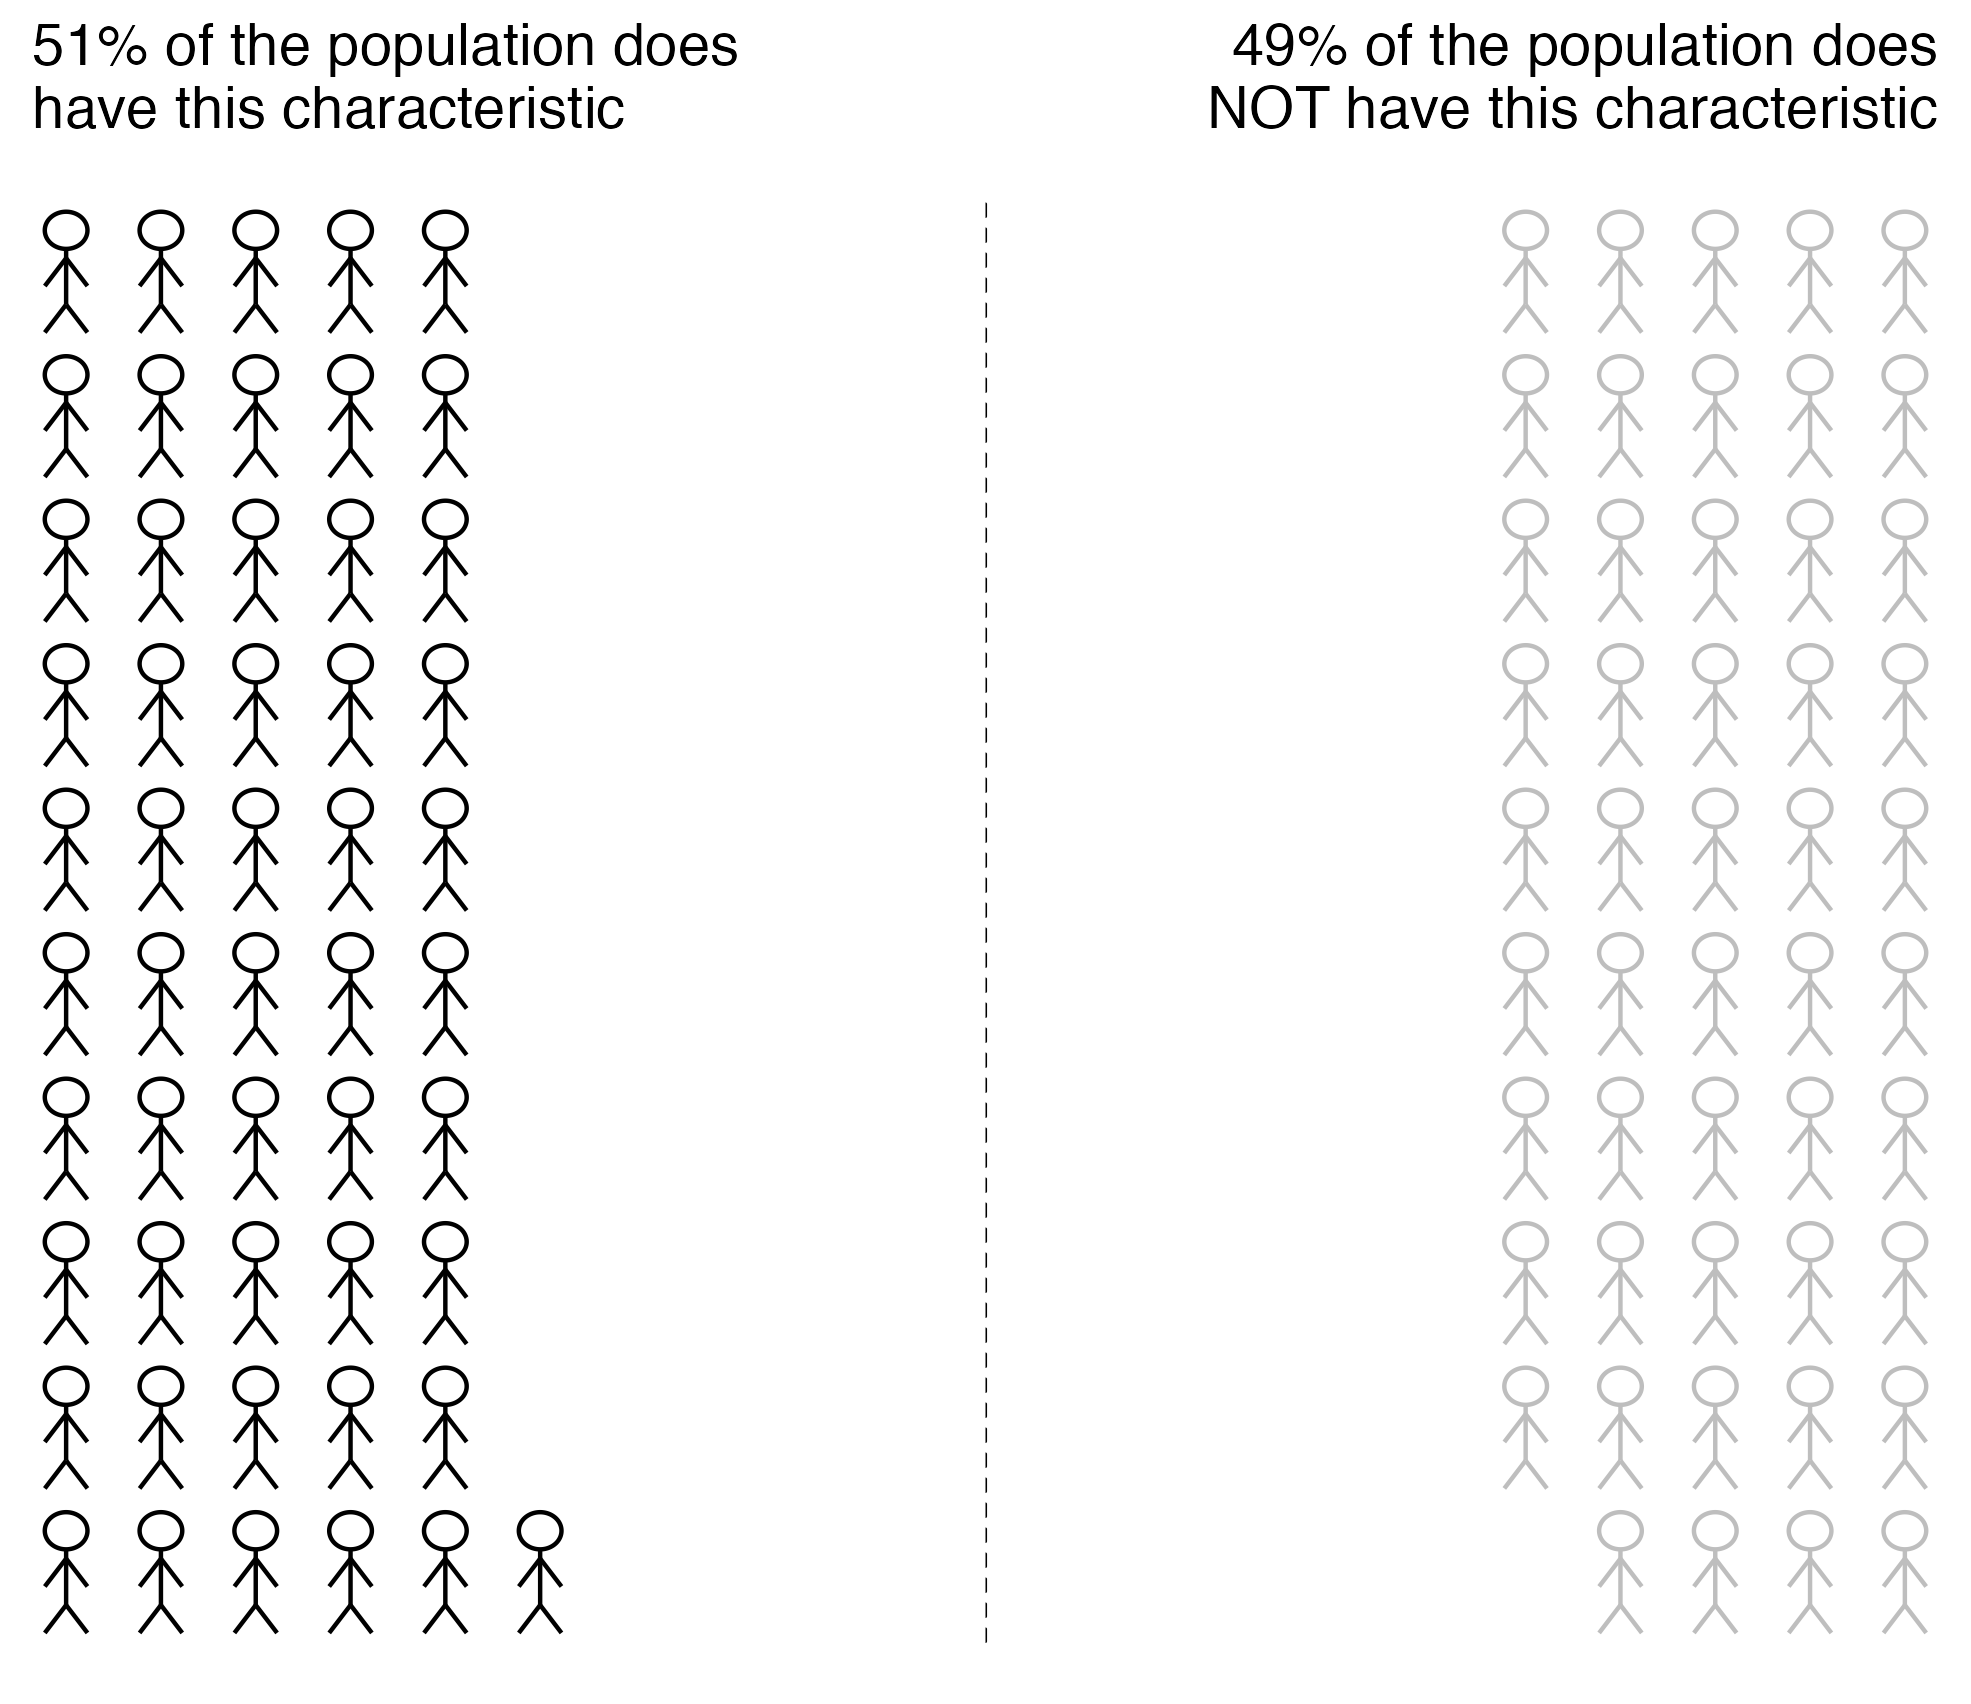 51% of the population does
have this characteristic
49% of the population does
NOT have this characteristic